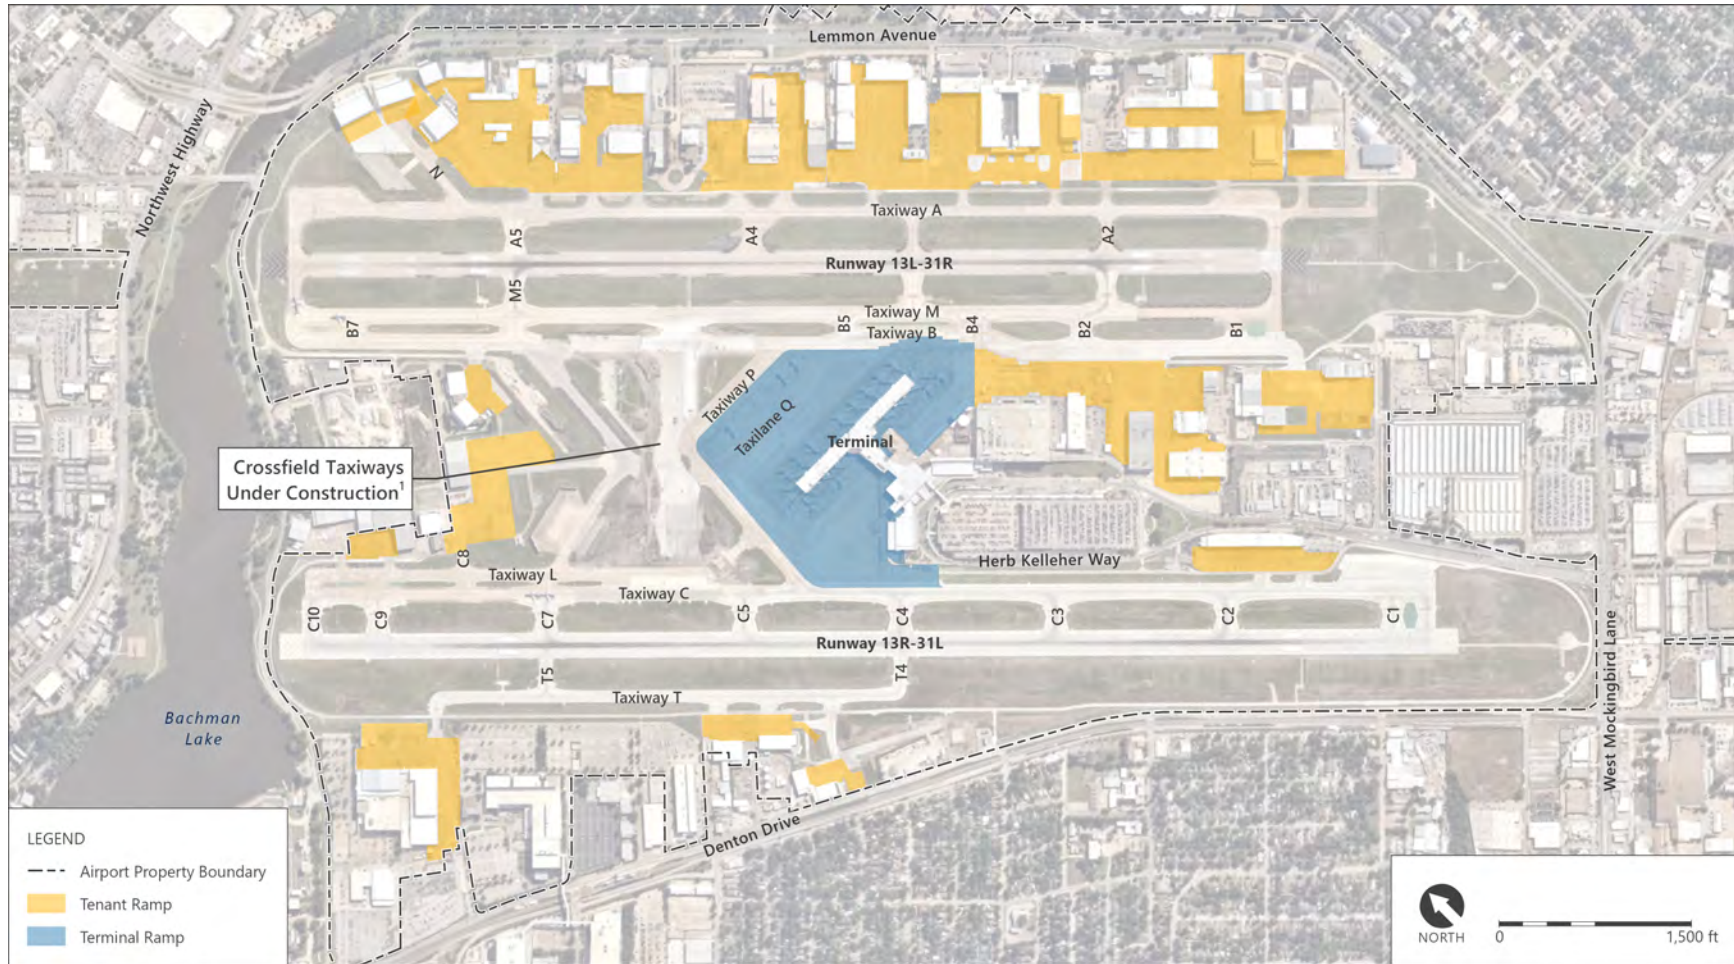 Lemmon Avenue
Northwest Highway
N
Taxiway A
A5
A4
A2
Runway 13L-31R
M5
Taxiway M
B7
B5
Taxiway B
B4
B2
B1
Taxiway P
Taxilane Q
Terminal
Crossfield Taxiways
Under Construction¹
C8
Taxiway L
Herb Kelleher Way
Taxiway C
C10
C9
C7
C5
C4
C3
C2
C1
Runway 13R-31L
West Mockingbird Lane
T5
T4
Taxiway T
Bachman
Lake
Denton Drive
LEGEND
Airport Property Boundary
Tenant Ramp
Terminal Ramp
NORTH
0
1,500 ft